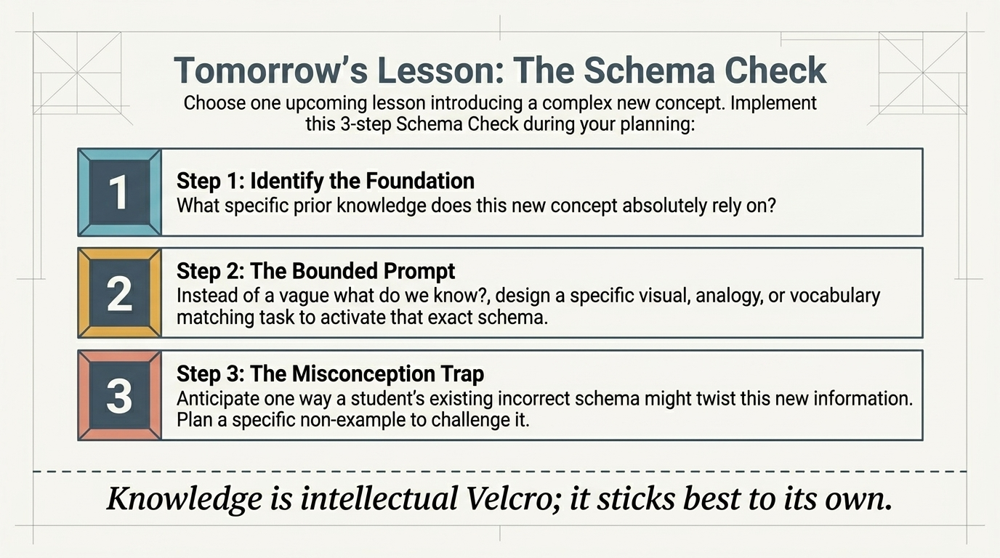 Tomorrow’s Lesson: The Schema Check
Choose one upcoming lesson introducing a complex new concept. Implement
this 3-step Schema Check during your planning:
1
Step 1: Identify the Foundation
What specific prior knowledge does this new concept absolutely rely on?
2
Step 2: The Bounded Prompt
Instead of a vague what do we know?, design a specific visual, analogy, or vocabulary
matching task to activate that exact schema.
3
Step 3: The Misconception Trap
Anticipate one way a student’s existing incorrect schema might twist this new information.
Plan a specific non-example to challenge it.
Knowledge is intellectual Velcro; it sticks best to its own.